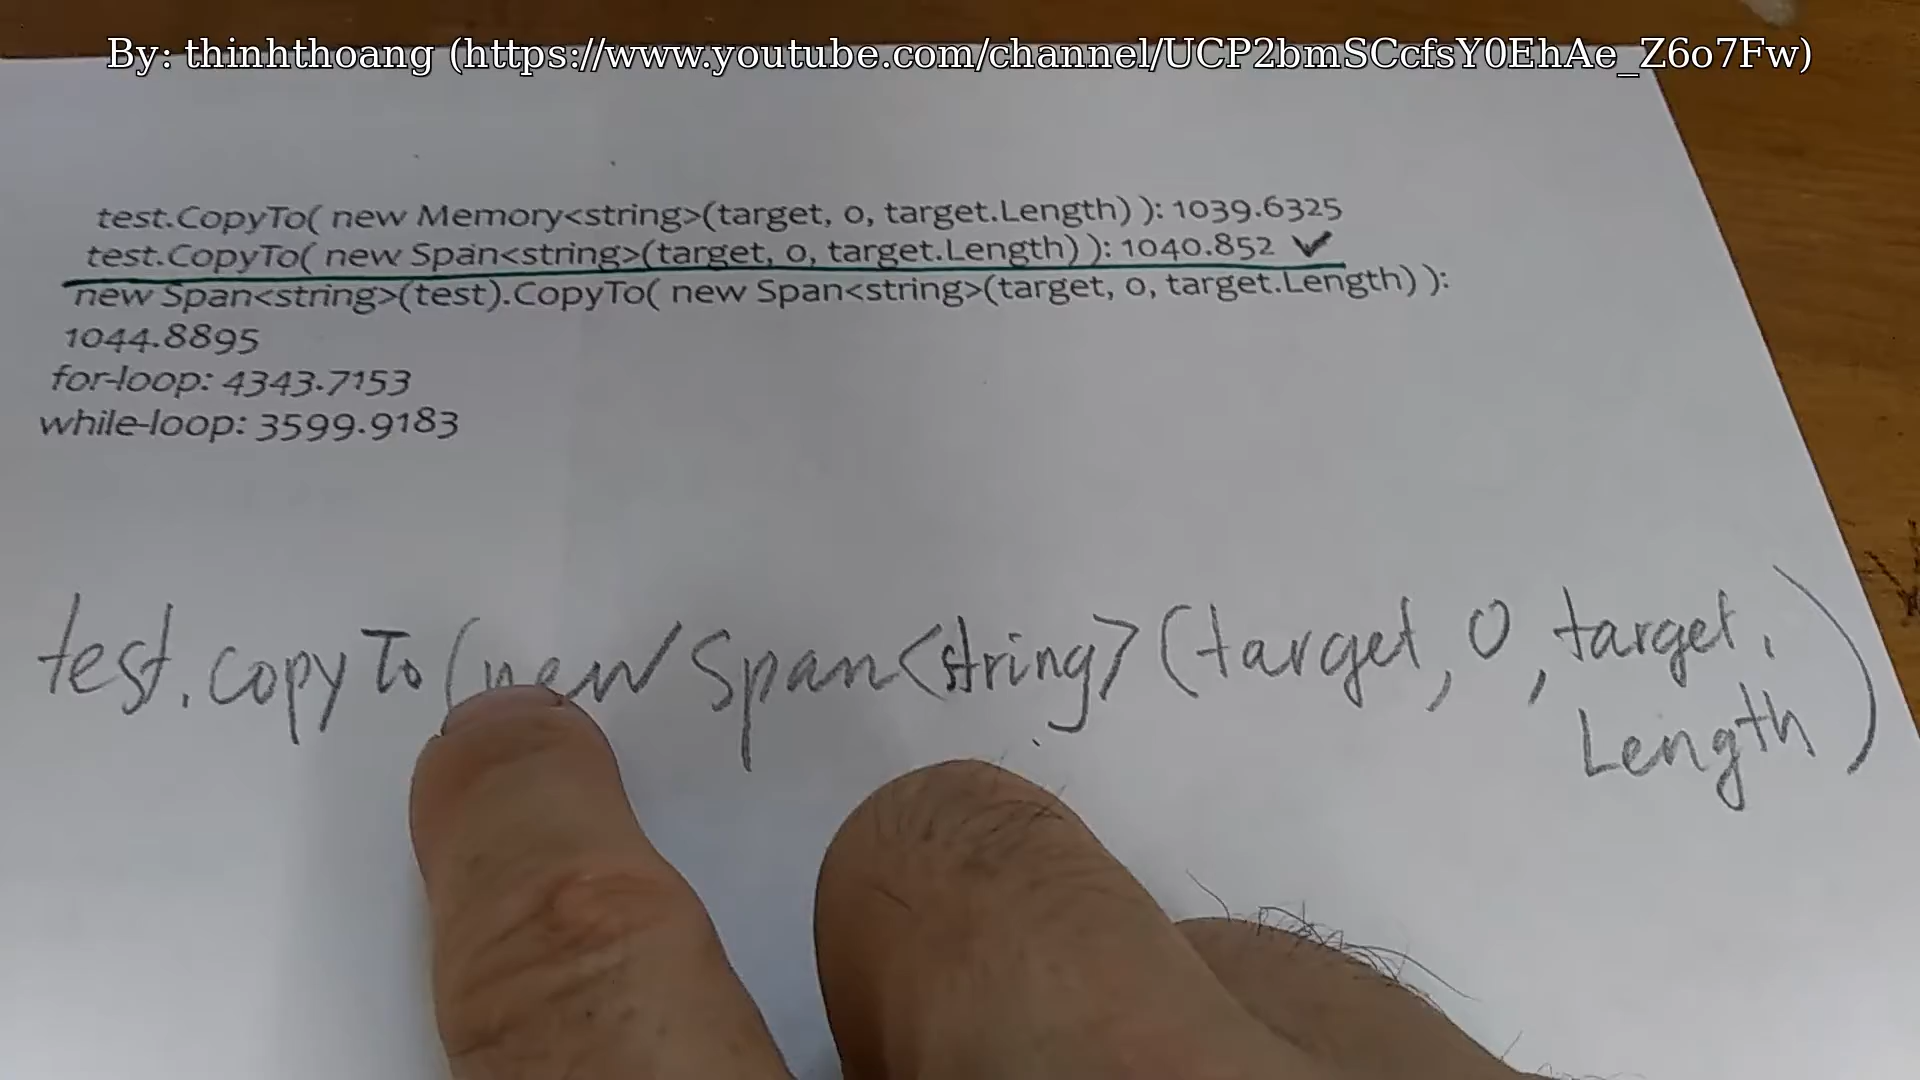 By: thinhthoang (https://www.youtube.com/channel/UCP2bmSCcfsY0EhAe_Z6o7Fw)
test.CopyTo( new Memory<string>(target, 0, target.Length) ): 1039.6325
test.CopyTo( new Span<string>(target, 0, target.Length) ): 1040.852 ✓
new Span<string>(test).CopyTo( new Span<string>(target, 0, target.Length) ):
1044.8895
for-loop: 4343.7153
while-loop: 3599.9183
test.copyTo(new Span<string>(target, 0, target.
Length)